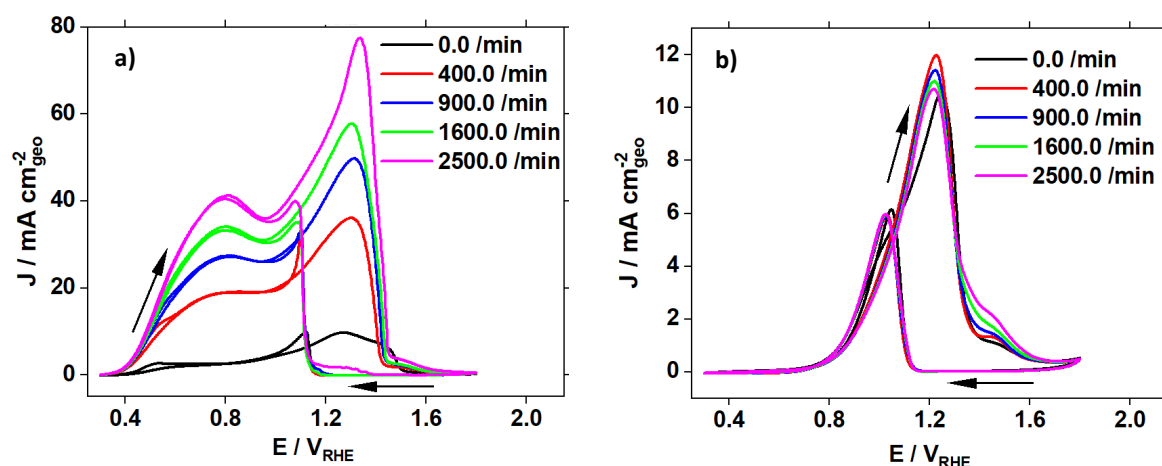 a)
80
60
40
20
0
J / mA cm-2geo
0.0 /min
400.0 /min
900.0 /min
1600.0 /min
2500.0 /min
0.4
0.8
1.2
1.6
2.0
E / VRHE
b)
12
10
8
6
4
2
0
J / mA cm-2geo
0.0 /min
400.0 /min
900.0 /min
1600.0 /min
2500.0 /min
0.4
0.8
1.2
1.6
2.0
E / VRHE